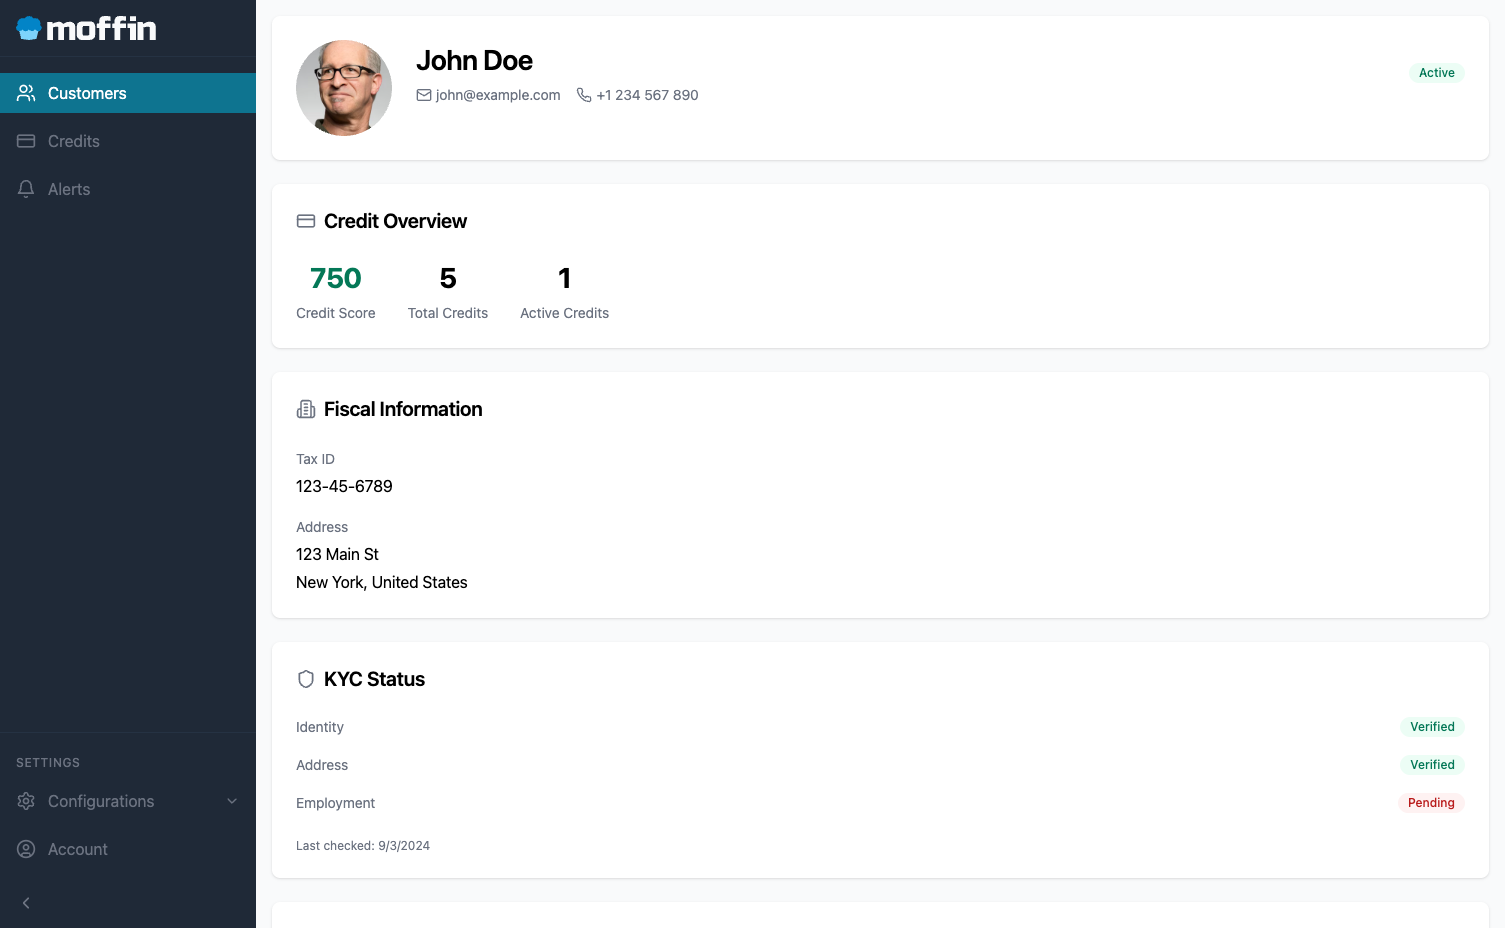 moffin
Customers
Credits
Alerts
SETTINGS
Configurations
Account
John Doe
john@example.com +1 234 567 890
Active
Credit Overview
750 5 1
Credit Score Total Credits Active Credits
Fiscal Information
Tax ID
123-45-6789
Address
123 Main St
New York, United States
KYC Status
Identity Verified
Address Verified
Employment Pending
Last checked: 9/3/2024